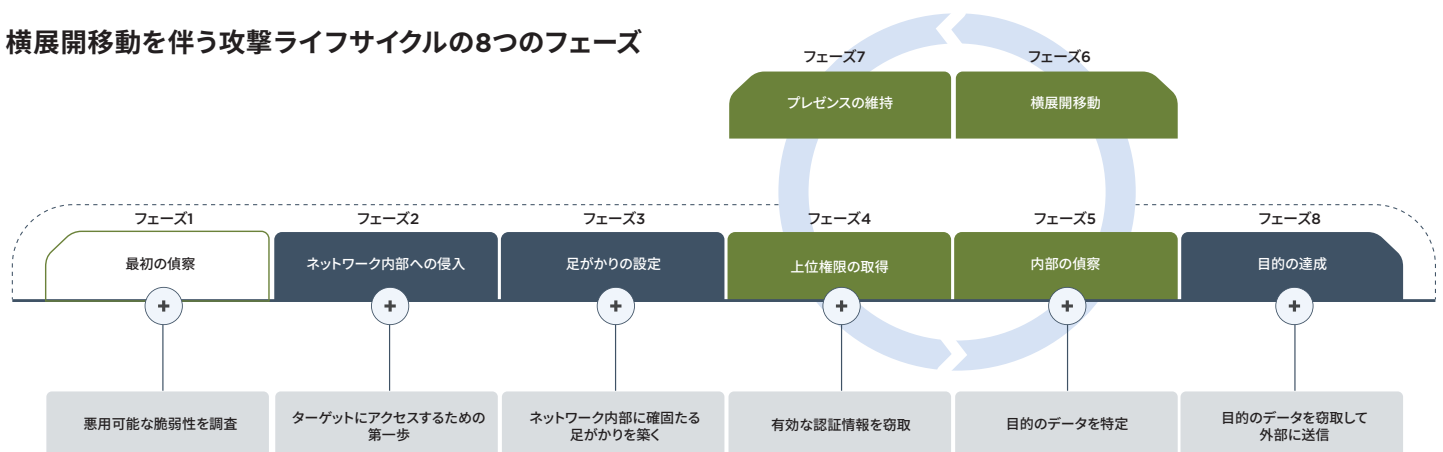 横展開移動を伴う攻撃ライフサイクルの8つのフェーズ
フェーズ7
フェーズ6
プレゼンスの維持
横展開移動
フェーズ1
フェーズ2
フェーズ3
フェーズ4
フェーズ5
フェーズ8
最初の偵察
ネットワーク内部への侵入
足がかりの設定
上位権限の取得
内部の偵察
目的の達成
+
+
+
+
+
+
悪用可能な脆弱性を調査
ターゲットにアクセスするための
第一歩
ネットワーク内部に確固たる
足がかりを築く
有効な認証情報を窃取
目的のデータを特定
目的のデータを窃取して
外部に送信